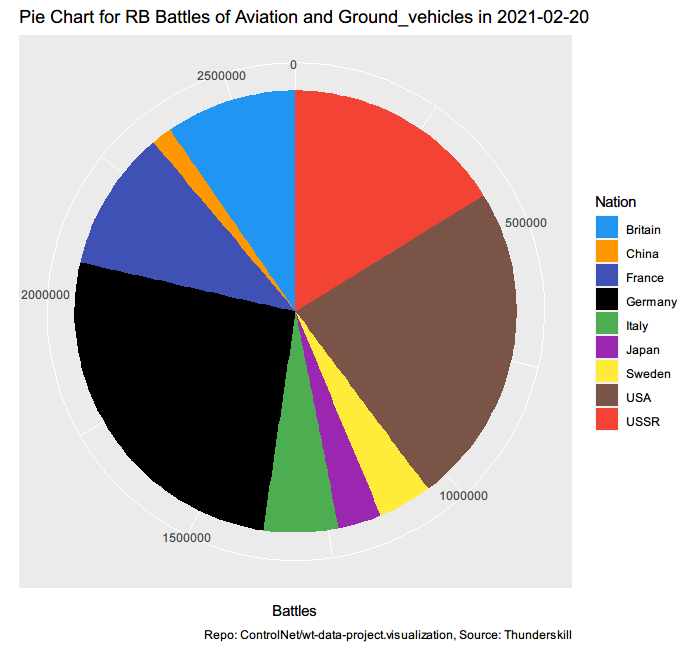 Pie Chart for RB Battles of Aviation and Ground_vehicles in 2021-02-20
0
2500000
500000
2000000
1000000
1500000
Nation
Britain
China
France
Germany
Italy
Japan
Sweden
USA
USSR
Battles
Repo: ControlNet/wt-data-project.visualization, Source: Thunderskill